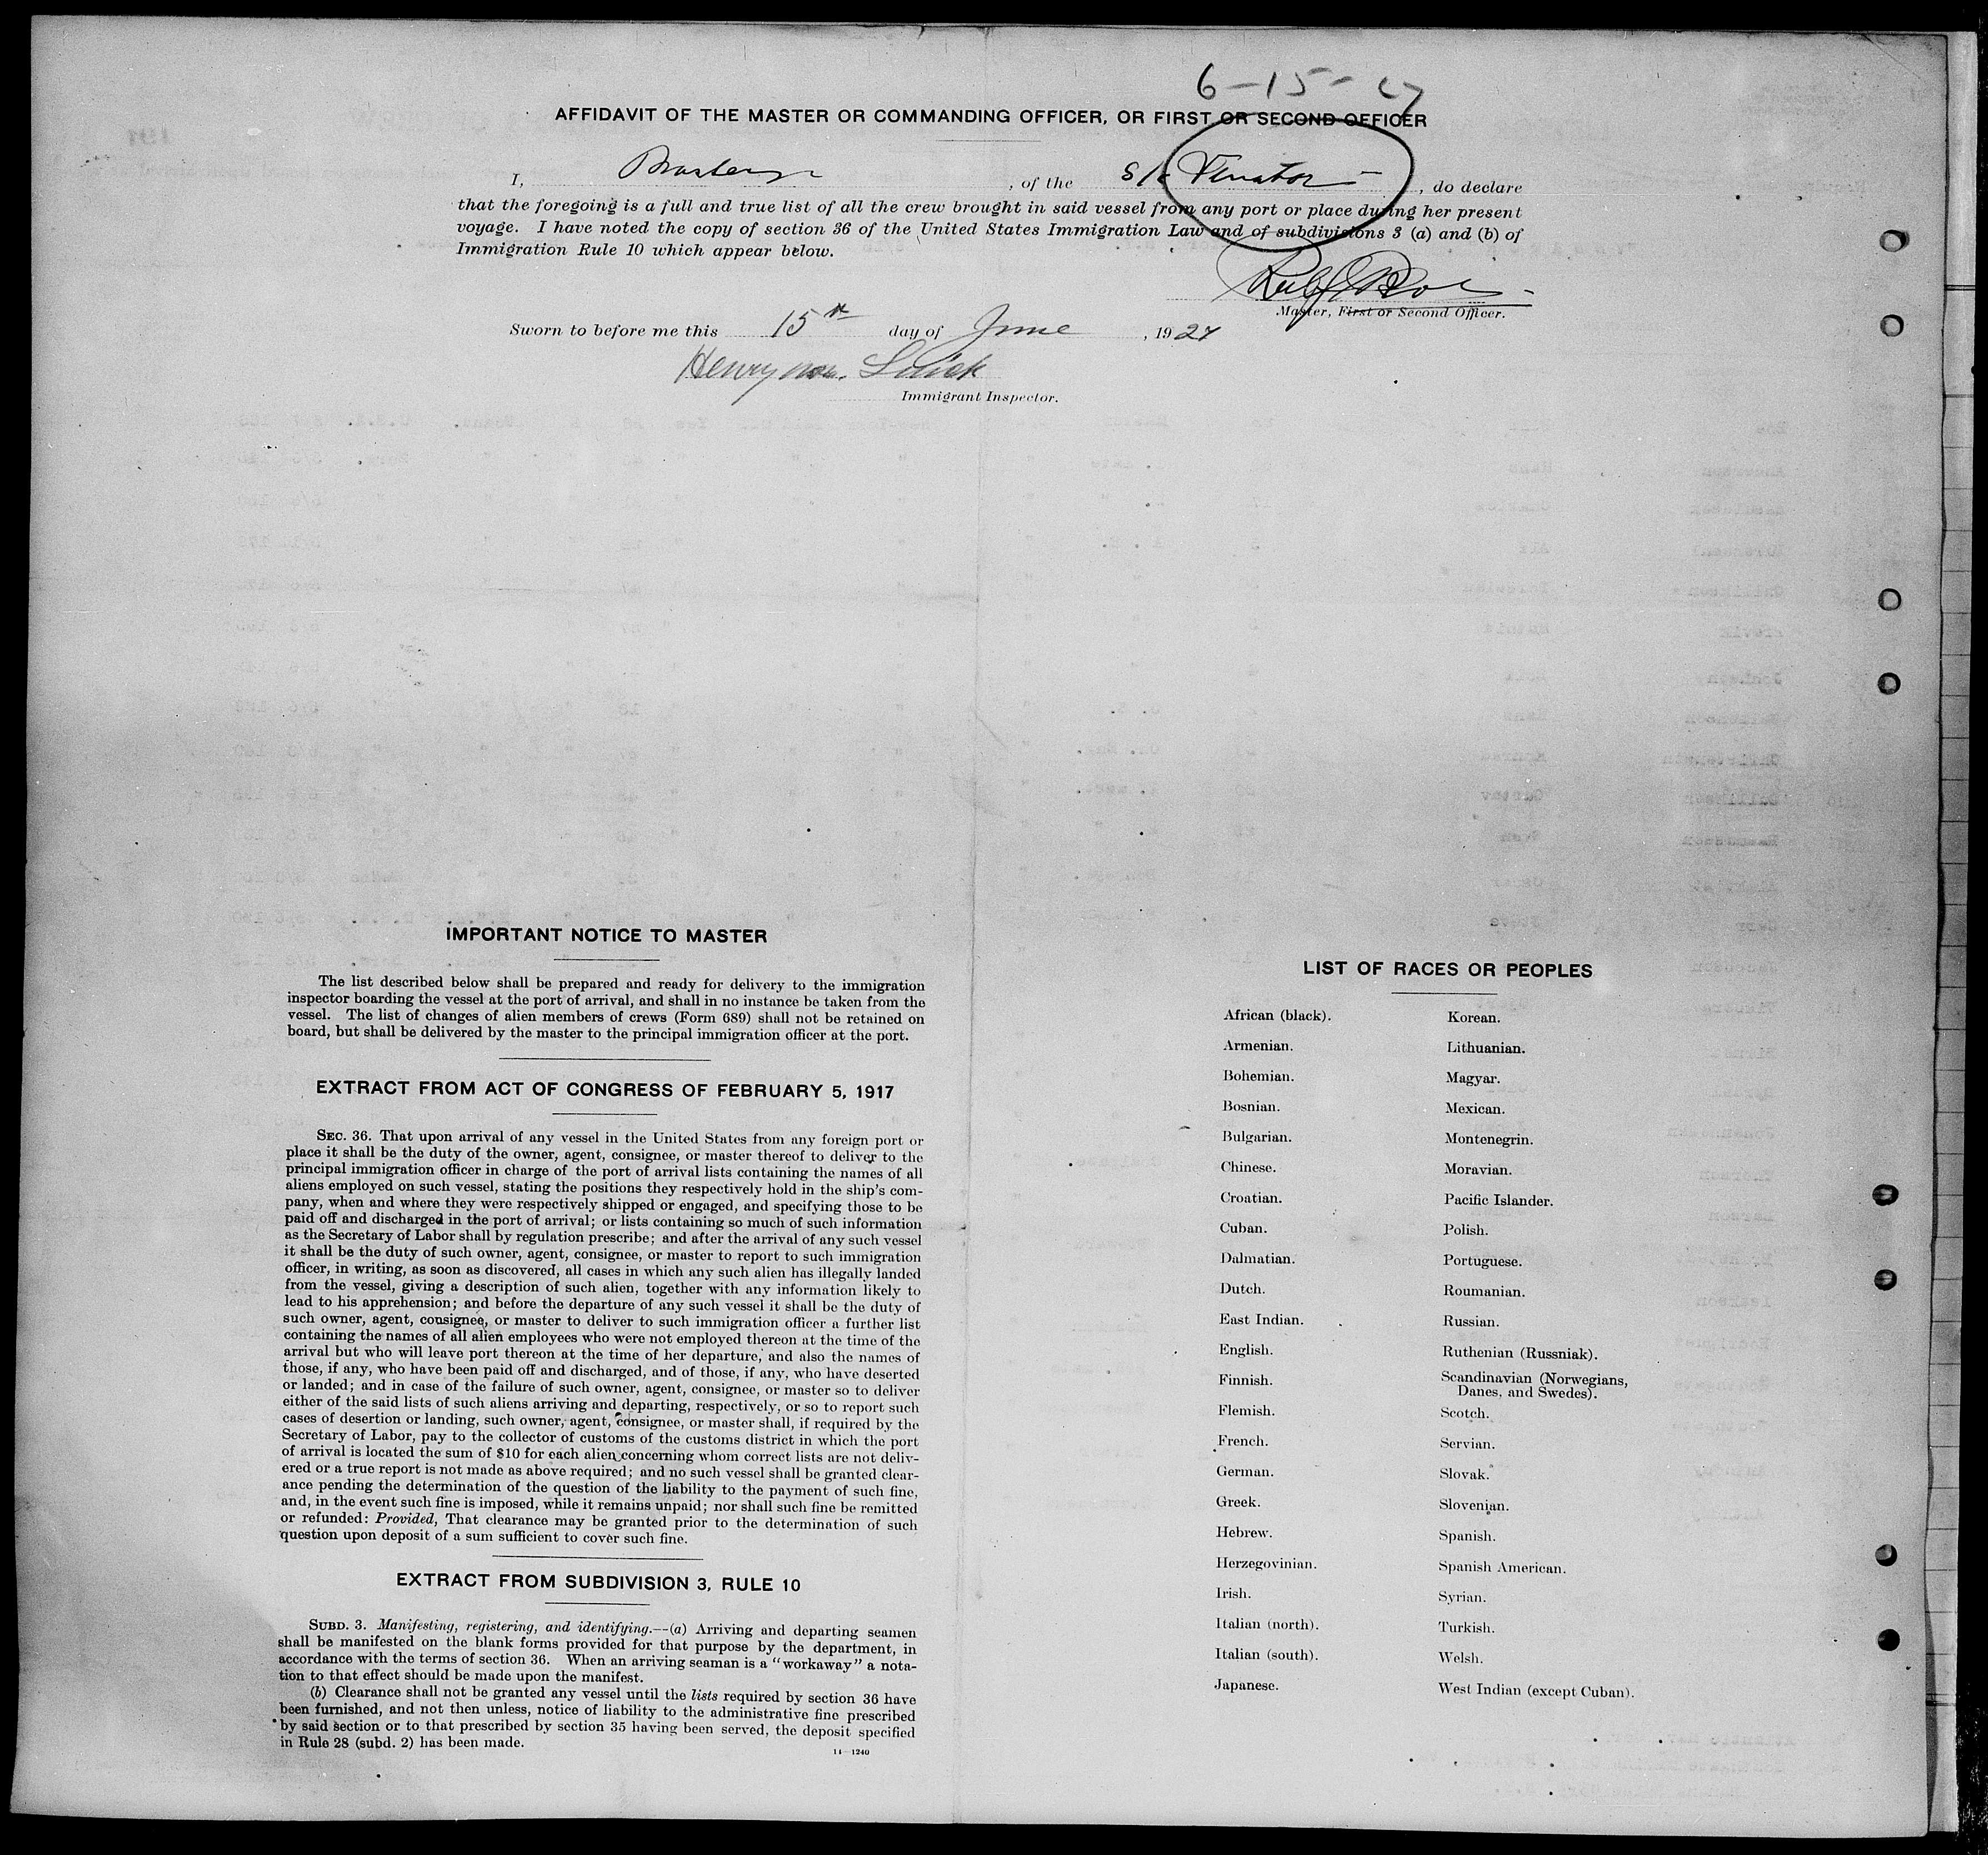 6-15-27
AFFIDAVIT OF THE MASTER OR COMMANDING OFFICER, OR FIRST OR SECOND OFFICER
I, Master, of the S/S Venator, do declare
that the foregoing is a full and true list of all the crew brought in said vessel from any port or place during her present
voyage. I have noted the copy of section 36 of the United States Immigration Law and of subdivisions 3 (a) and (b) of
Immigration Rule 10 which appear below.
Master, First or Second Officer.
Sworn to before me this 15th day of June, 1927
Henry
Immigrant Inspector.
IMPORTANT NOTICE TO MASTER
The list described below shall be prepared and ready for delivery to the immigration
inspector boarding the vessel at the port of arrival, and shall in no instance be taken from the
vessel. The list of changes of alien members of crews (Form 689) shall not be retained on
board, but shall be delivered by the master to the principal immigration officer at the port.
EXTRACT FROM ACT OF CONGRESS OF FEBRUARY 5, 1917
SEC. 36. That upon arrival of any vessel in the United States from any foreign port or
place it shall be the duty of the owner, agent, consignee, or master thereof to deliver to the
principal immigration officer in charge of the port of arrival lists containing the names of all
aliens employed on such vessel, stating the positions they respectively hold in the ship's com-
pany, when and where they were respectively shipped or engaged, and specifying those to be
paid off and discharged in the port of arrival; or lists containing so much of such information
as the Secretary of Labor shall by regulation prescribe; and after the arrival of any such vessel
it shall be the duty of such owner, agent, consignee, or master to report to such immigration
officer, in writing, as soon as discovered, all cases in which any such alien has illegally landed
from the vessel, giving a description of such alien, together with any information likely to
lead to his apprehension; and before the departure of any such vessel it shall be the duty of
such owner, agent, consignee, or master to deliver to such immigration officer a further list
containing the names of all alien employees who were not employed thereon at the time of the
arrival but who will leave port thereon at the time of her departure, and also the names of
those, if any, who have been paid off and discharged, and of those, if any, who have deserted
or landed; and in case of the failure of such owner, agent, consignee, or master so to deliver
either of the said lists of such aliens arriving and departing, respectively, or so to report such
cases of desertion or landing, such owner, agent, consignee, or master shall, if required by the
Secretary of Labor, pay to the collector of customs of the customs district in which the port
of arrival is located the sum of $10 for each alien concerning whom correct lists are not deliv-
ered or a true report is not made as above required; and no such vessel shall be granted clear-
ance pending the determination of the question of the liability to the payment of such fine,
and, in the event such fine is imposed, while it remains unpaid; nor shall such fine be remitted
or refunded: Provided, That clearance may be granted prior to the determination of such
question upon deposit of a sum sufficient to cover such fine.
EXTRACT FROM SUBDIVISION 3, RULE 10
SUBD. 3. Manifesting, registering, and identifying.—(a) Arriving and departing seamen
shall be manifested on the blank forms provided for that purpose by the department, in
accordance with the terms of section 36. When an arriving seaman is a "workaway" a nota-
tion to that effect should be made upon the manifest.
(b) Clearance shall not be granted any vessel until the lists required by section 36 have
been furnished, and not then unless, notice of liability to the administrative fine prescribed
by said section or to that prescribed by section 35 having been served, the deposit specified
in Rule 28 (subd. 2) has been made.
14—1240
LIST OF RACES OR PEOPLES
African (black). Korean.
Armenian. Lithuanian.
Bohemian. Magyar.
Bosnian. Mexican.
Bulgarian. Montenegrin.
Chinese. Moravian.
Croatian. Pacific Islander.
Cuban. Polish.
Dalmatian. Portuguese.
Dutch. Roumanian.
East Indian. Russian.
English. Ruthenian (Russniak).
Finnish. Scandinavian (Norwegians,
Danes, and Swedes).
Flemish. Scotch.
French. Servian.
German. Slovak.
Greek. Slovenian.
Hebrew. Spanish.
Herzegovinian. Spanish American.
Irish. Syrian.
Italian (north). Turkish.
Italian (south). Welsh.
Japanese. West Indian (except Cuban).